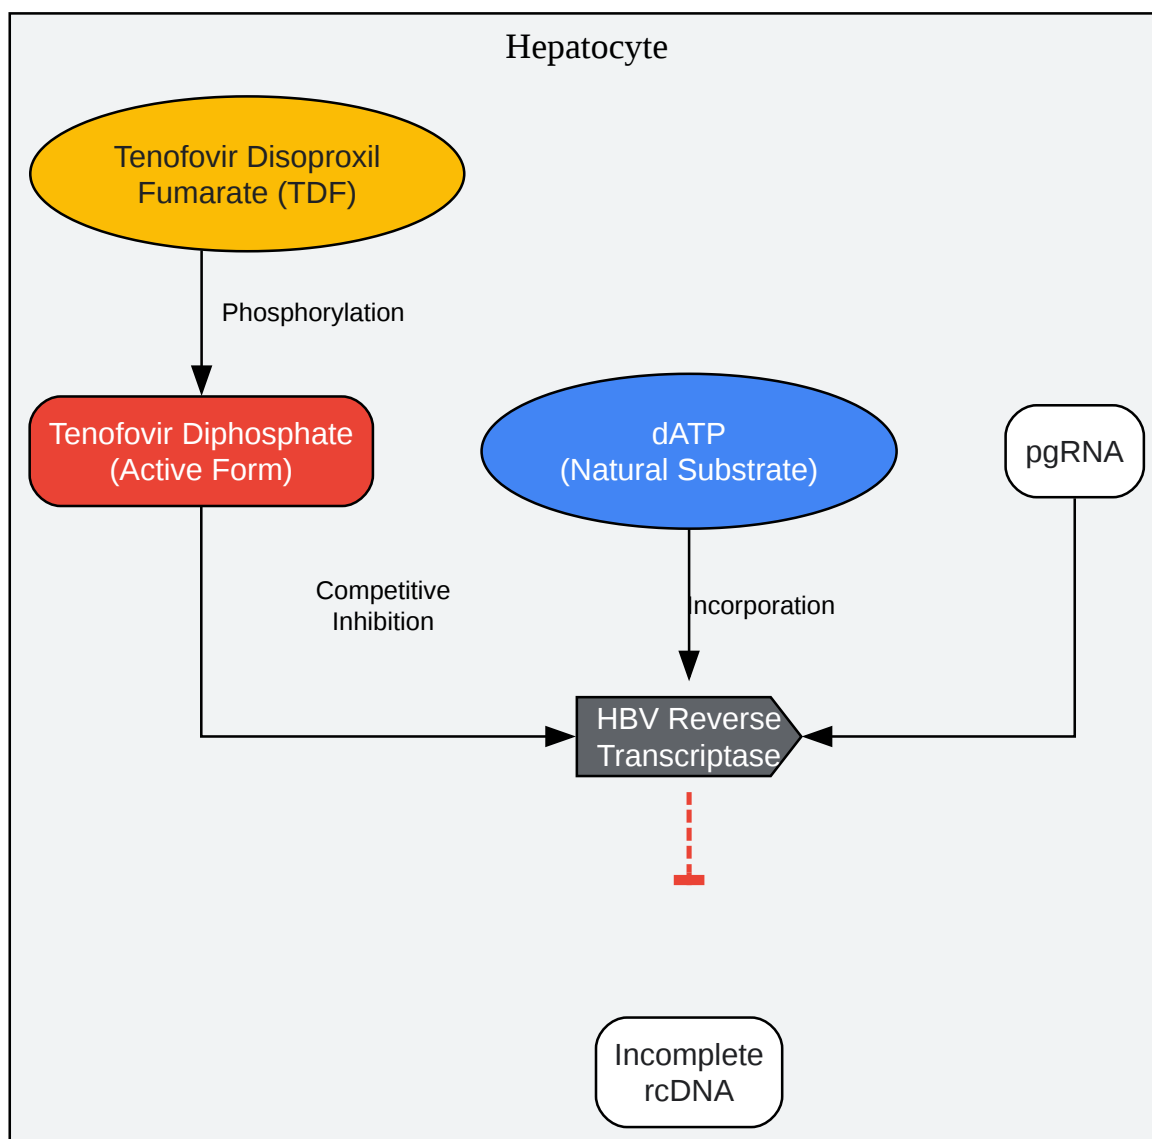 Hepatocyte
Tenofovir Disoproxil
Fumarate (TDF)
Phosphorylation
Tenofovir Diphosphate
(Active Form)
dATP
(Natural Substrate)
pgRNA
Competitive
Inhibition
Incorporation
HBV Reverse
Transcriptase
Incomplete
rcDNA